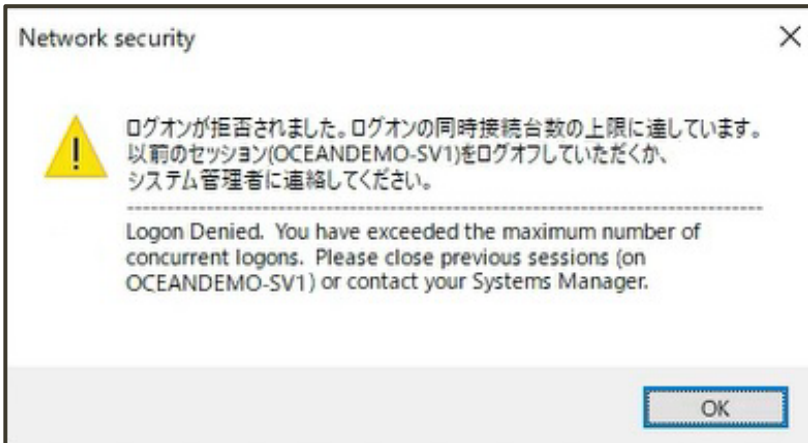 Network security
ログオンが拒否されました。ログオンの同時接続台数の上限に達しています。
以前のセッション(OCEANDEMO-SV1)をログオフしていただくか、
システム管理者に連絡してください。
Logon Denied. You have exceeded the maximum number of
concurrent logons. Please close previous sessions (on
OCEANDEMO-SV1) or contact your Systems Manager.
OK